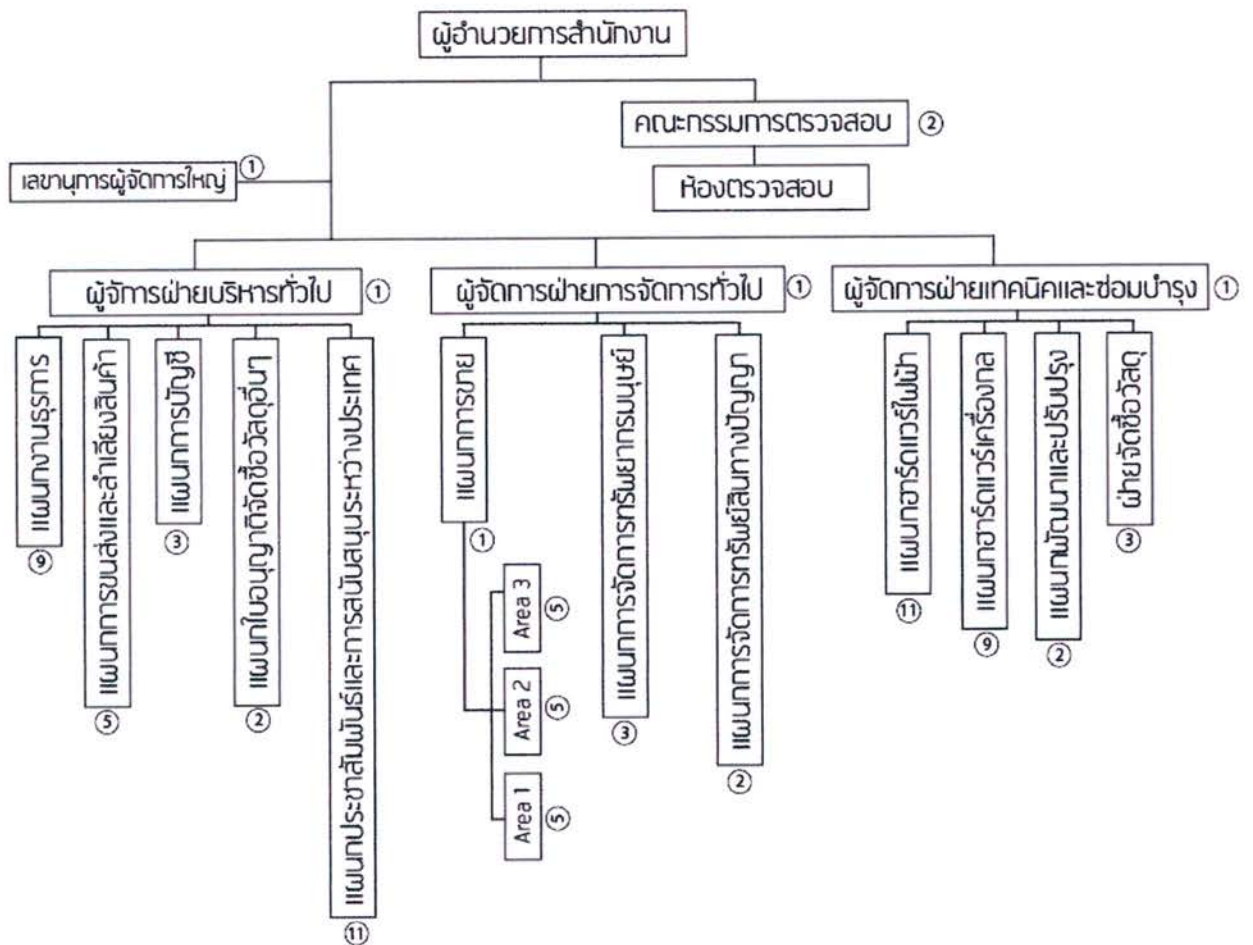 ผู้อำนวยการสำนักงาน
คณะกรรมการตรวจสอบ ②
เลขานุการผู้จัดการใหญ่ ①
ห้องตรวจสอบ
ผู้จัการฝ่ายบริหารทั่วไป ①
ผู้จัดการฝ่ายการจัดการทั่วไป ①
ผู้จัดการฝ่ายเทคนิคและซ่อมบำรุง ①
แผนกงานธุรการ ⑨
แผนกการขนส่งและลำเลียงสินค้า ⑤
แผนกการบัญชี ③
แผนกใบอนุญาติจัดซื้อวัสดุอื่นๆ ②
แผนกประชาสัมพันธ์และการสนับสนุนระหว่างประเทศ ⑪
แผนกการขาย ①
Area 3 ⑤
Area 2 ⑤
Area 1 ⑤
แผนกการจัดการทรัพยากรมนุษย์ ③
แผนกการจัดการทรัพย์สินทางปัญญา ②
แผนกฮาร์ดแวร์ไฟฟ้า ⑪
แผนกฮาร์ดแวร์เครื่องกล ⑨
แผนกพัฒนาและปรับปรุง ②
ฝ่ายจัดซื้อวัสดุ ③